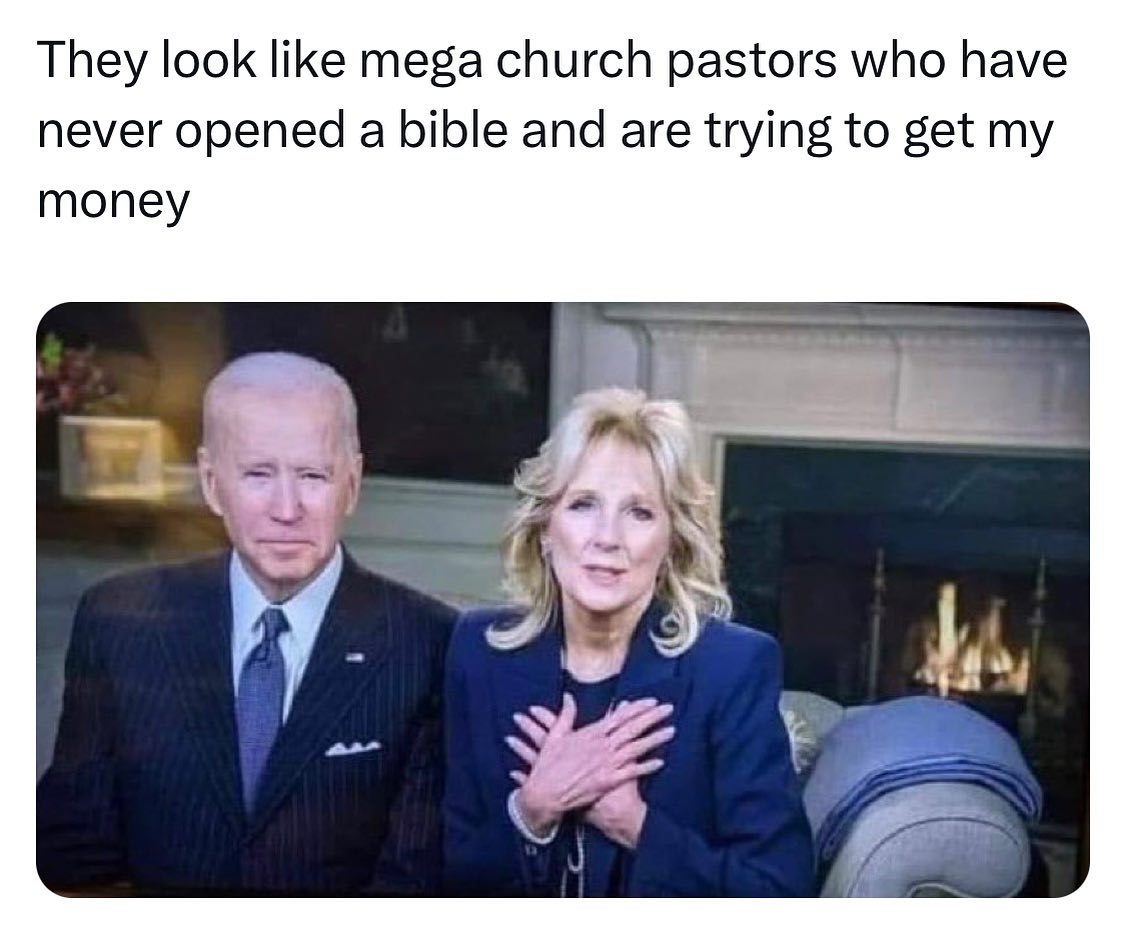 They look like mega church pastors who have
never opened a bible and are trying to get my
money